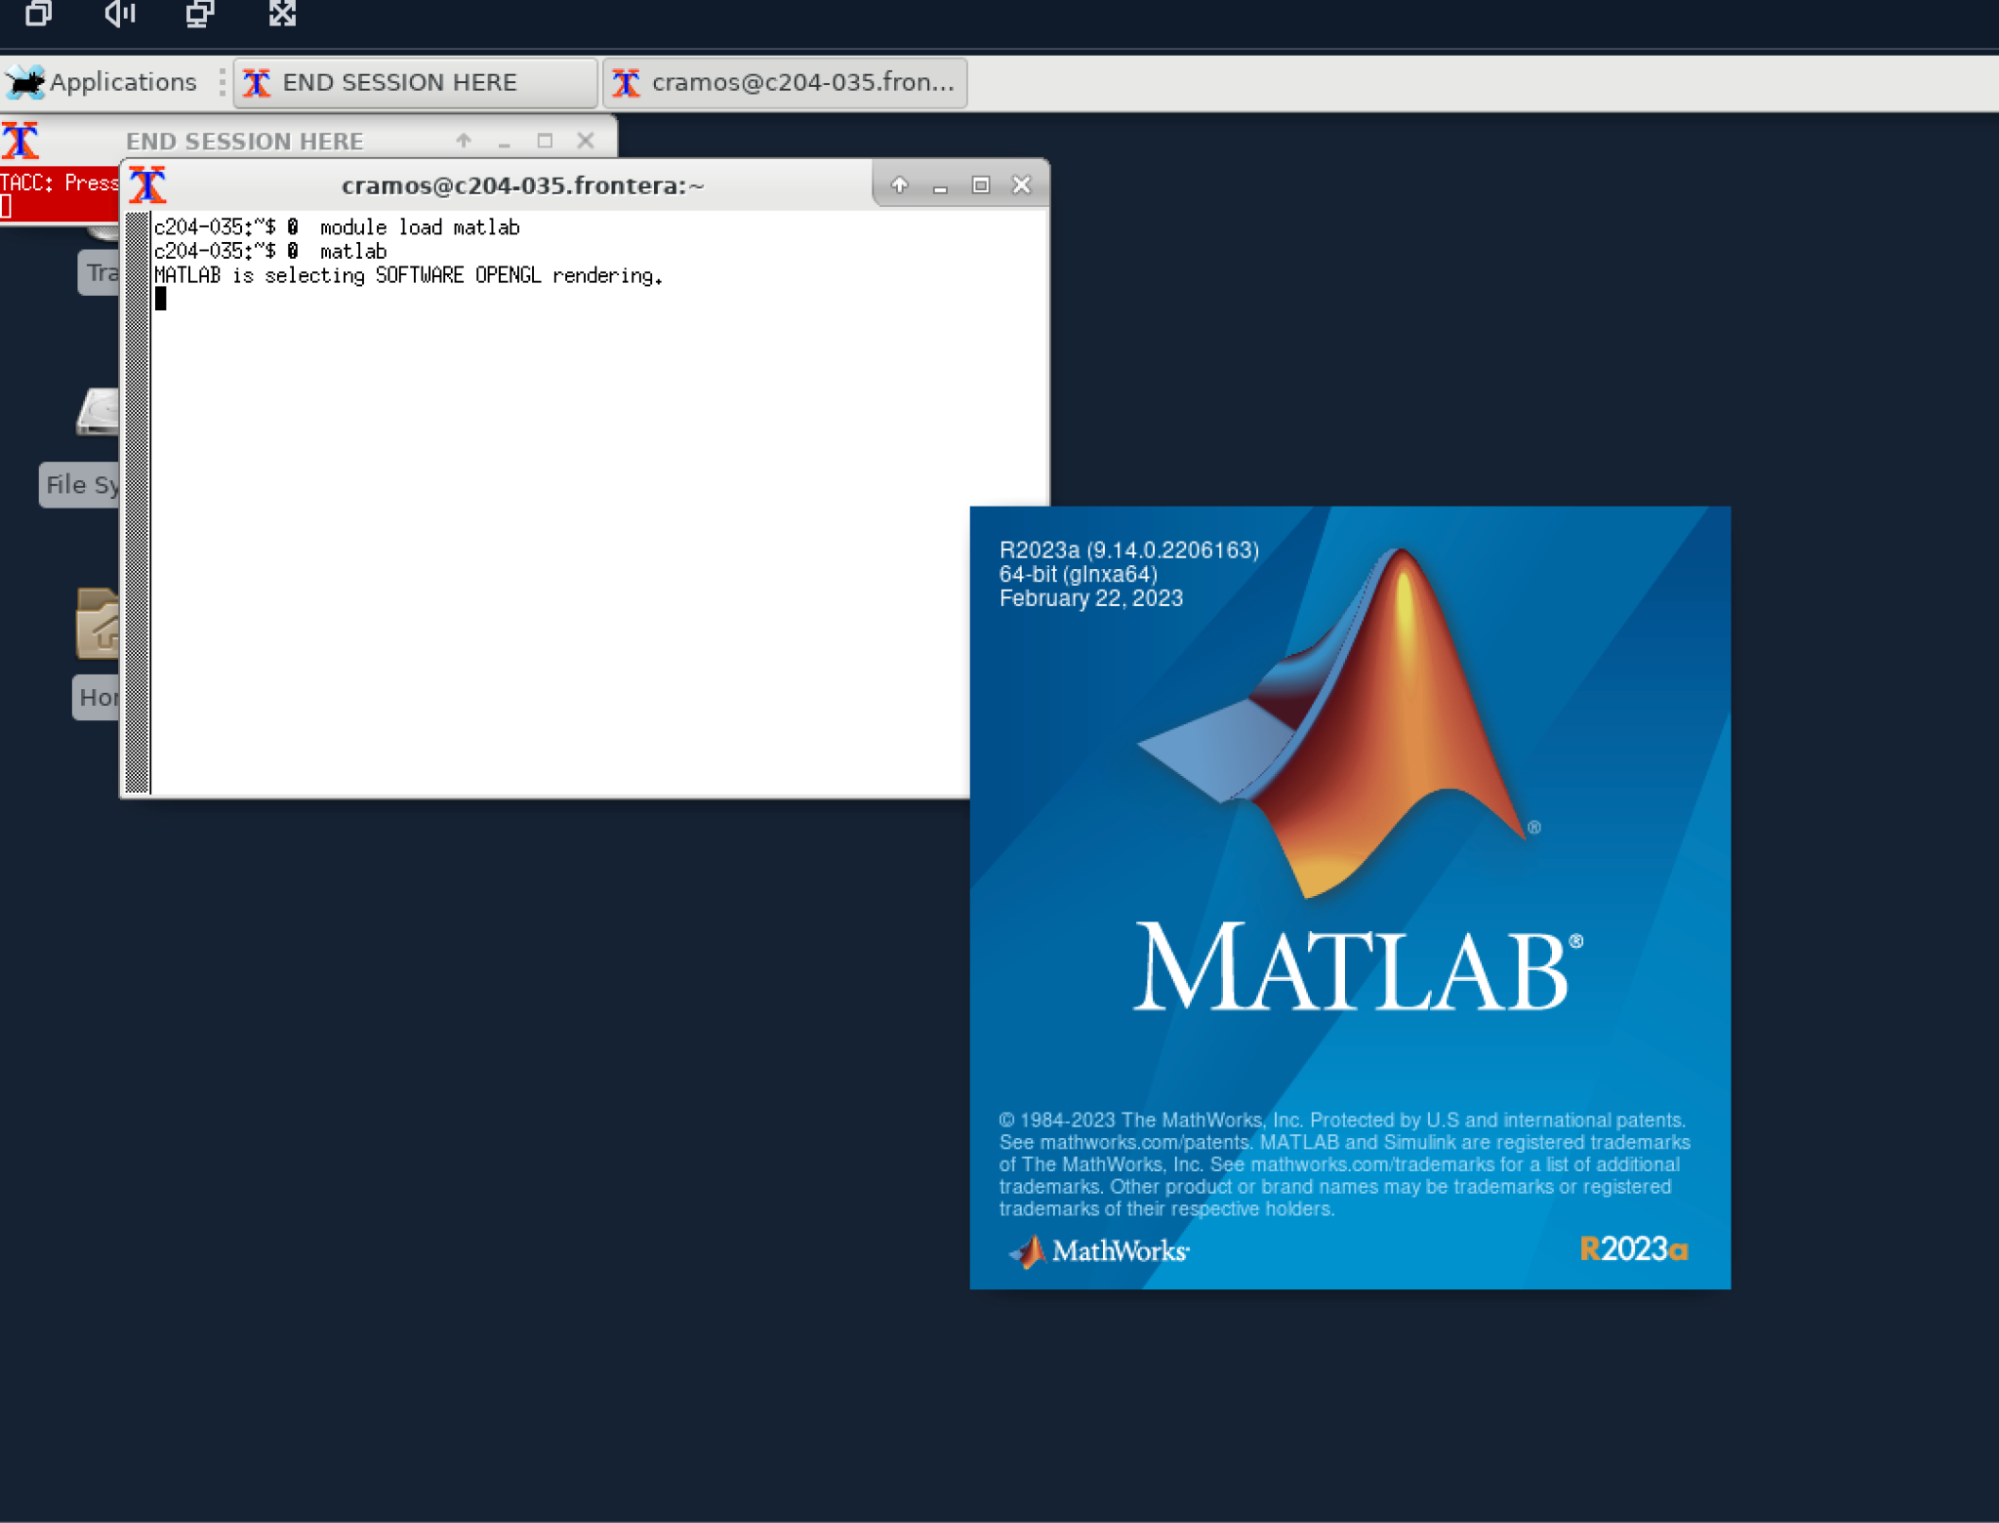 Applications
END SESSION HERE
cramos@c204-035.fron...
END SESSION HERE
TACC: Press
cramos@c204-035.frontera:~
c204-035:~$ 0 module load matlab
c204-035:~$ 0 matlab
MATLAB is selecting SOFTWARE OPENGL rendering.
Tra
File Sy
Hom
R2023a (9.14.0.2206163)
64-bit (glnxa64)
February 22, 2023
®
MATLAB®
© 1984-2023 The MathWorks, Inc. Protected by U.S and international patents.
See mathworks.com/patents. MATLAB and Simulink are registered trademarks
of The MathWorks, Inc. See mathworks.com/trademarks for a list of additional
trademarks. Other product or brand names may be trademarks or registered
trademarks of their respective holders.
MathWorks®
R2023a